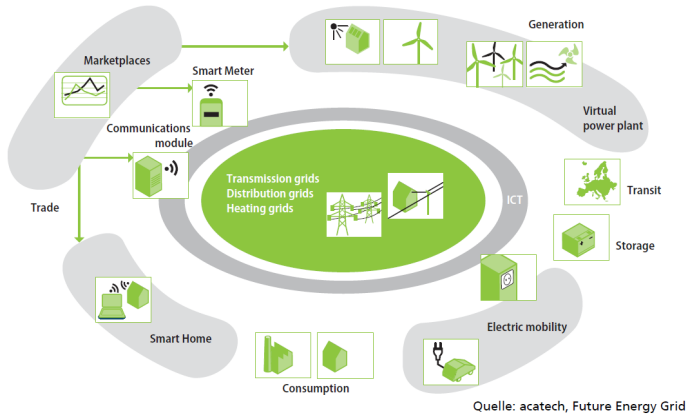 Generation
Marketplaces
Smart Meter
Communications
module
Virtual
power plant
Transmission grids
Distribution grids
Heating grids
ICT
Transit
Trade
Storage
Smart Home
Electric mobility
Consumption
Quelle: acatech, Future Energy Grid